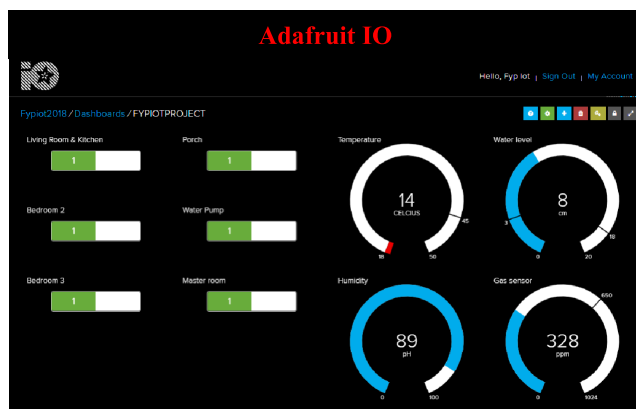 Adafruit IO
iO
Hello, Fyp Iot | Sign Out | My Account
Fypiot2018 / Dashboards / FYPIOTPROJECT
Living Room & Kitchen
1
Porch
1
Temperature
14
CELCIUS
18
45
50
Water level
8
cm
3
18
0
20
Bedroom 2
1
Water Pump
1
Bedroom 3
1
Master room
1
Humidity
89
pH
0
100
Gas sensor
328
ppm
650
0
1024